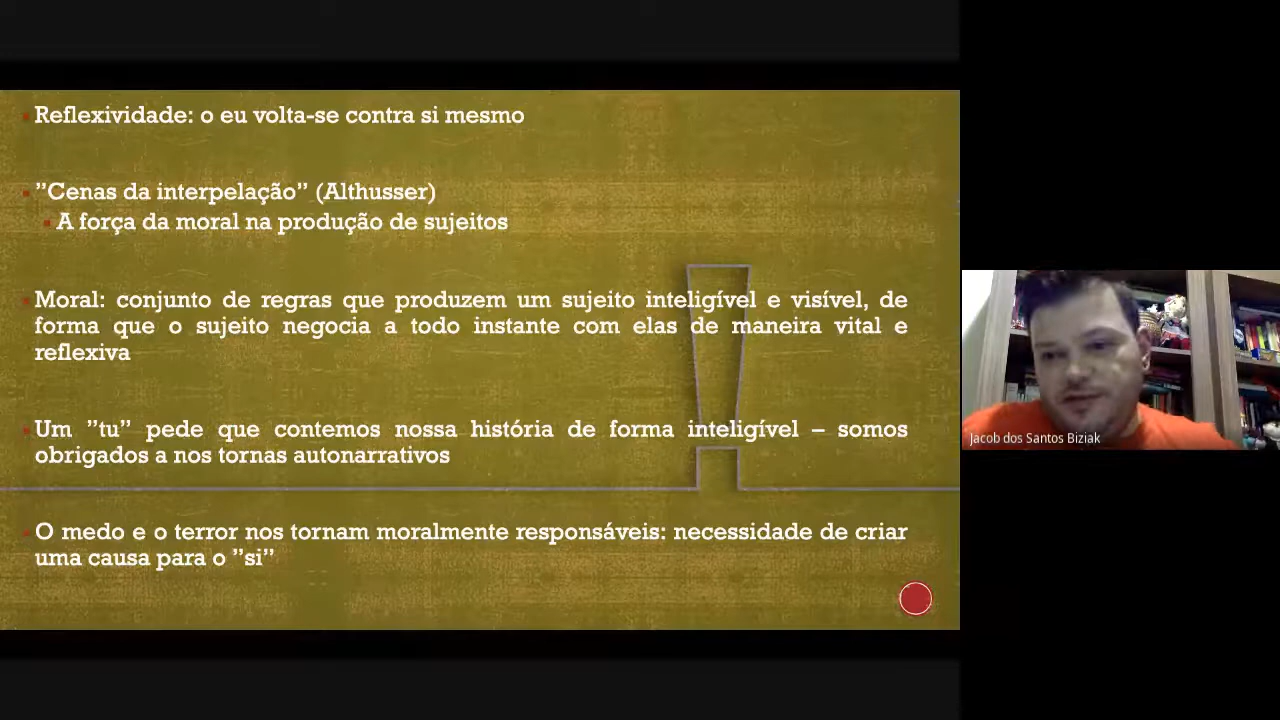 Reflexividade: o eu volta-se contra si mesmo
”Cenas da interpelação” (Althusser)
A força da moral na produção de sujeitos
Moral: conjunto de regras que produzem um sujeito inteligível e visível, de
forma que o sujeito negocia a todo instante com elas de maneira vital e
reflexiva
Um ”tu” pede que contemos nossa história de forma inteligível – somos
obrigados a nos tornas autonarrativos
O medo e o terror nos tornam moralmente responsáveis: necessidade de criar
uma causa para o ”si”
Jacob dos Santos Biziak